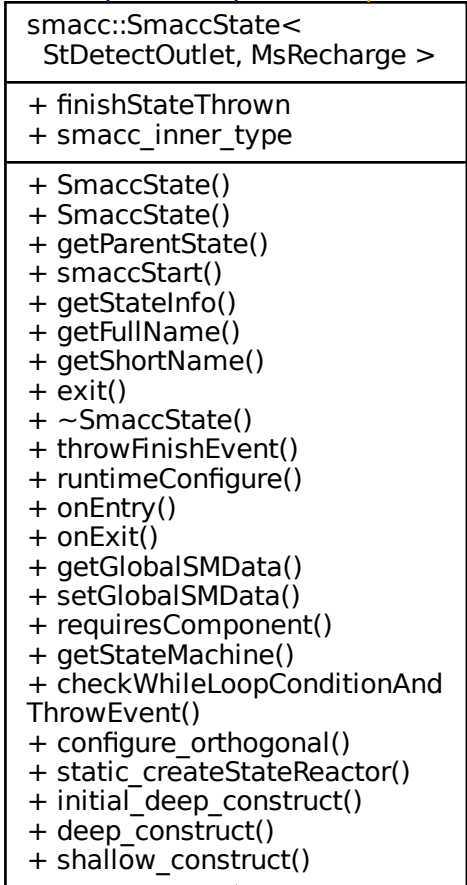 smacc::SmaccState<
StDetectOutlet, MsRecharge >
+ finishStateThrown
+ smacc_inner_type
+ SmaccState()
+ SmaccState()
+ getParentState()
+ smaccStart()
+ getStateInfo()
+ getFullName()
+ getShortName()
+ exit()
+ ~SmaccState()
+ throwFinishEvent()
+ runtimeConfigure()
+ onEntry()
+ onExit()
+ getGlobalSMData()
+ setGlobalSMData()
+ requiresComponent()
+ getStateMachine()
+ checkWhileLoopConditionAnd
ThrowEvent()
+ configure_orthogonal()
+ static_createStateReactor()
+ initial_deep_construct()
+ deep_construct()
+ shallow_construct()